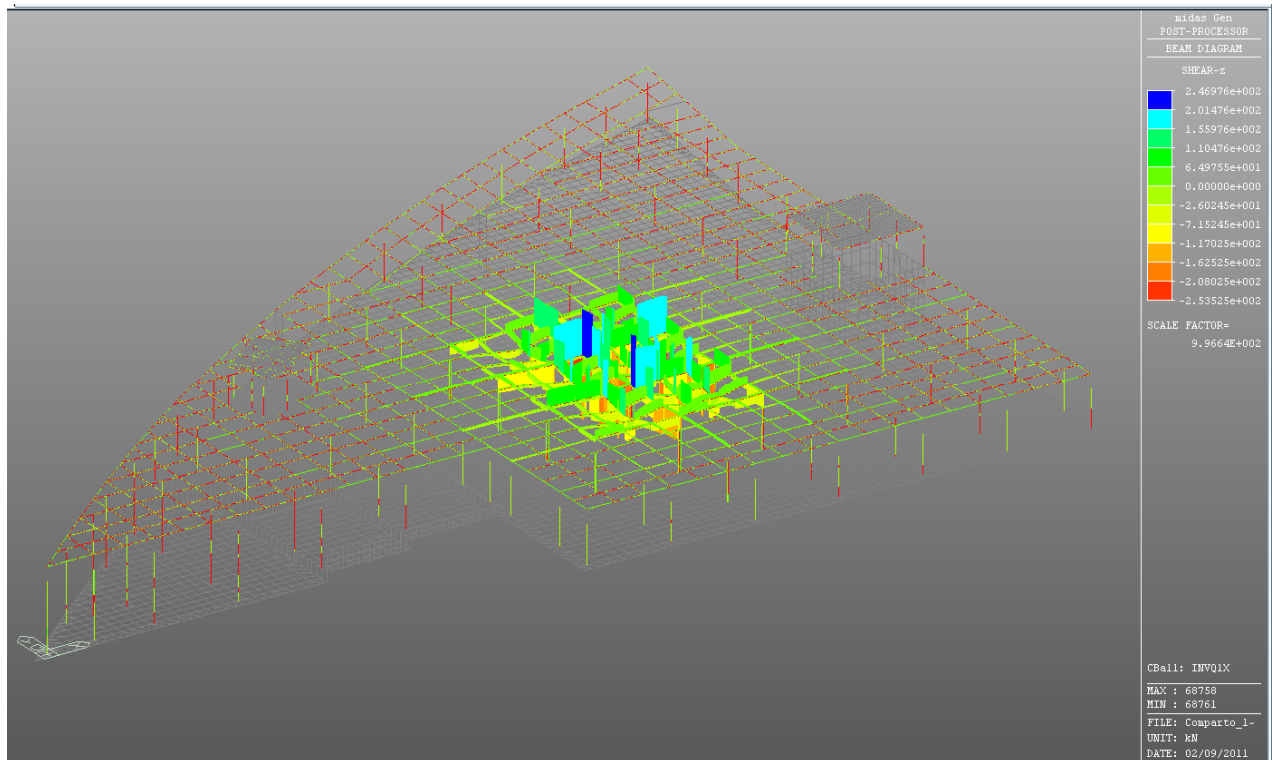 midas Gen
POST-PROCESSOR
BEAM DIAGRAM
SHEAR-z
2.46976e+002
2.01476e+002
1.55976e+002
1.10476e+002
6.49755e+001
0.00000e+000
-2.60245e+001
-7.15245e+001
-1.17025e+002
-1.62525e+002
-2.08025e+002
-2.53525e+002
SCALE FACTOR=
9.9664E+002
CBall: INVQ1X
MAX : 68758
MIN : 68761
FILE: Comparto_1~
UNIT: kN
DATE: 02/09/2011